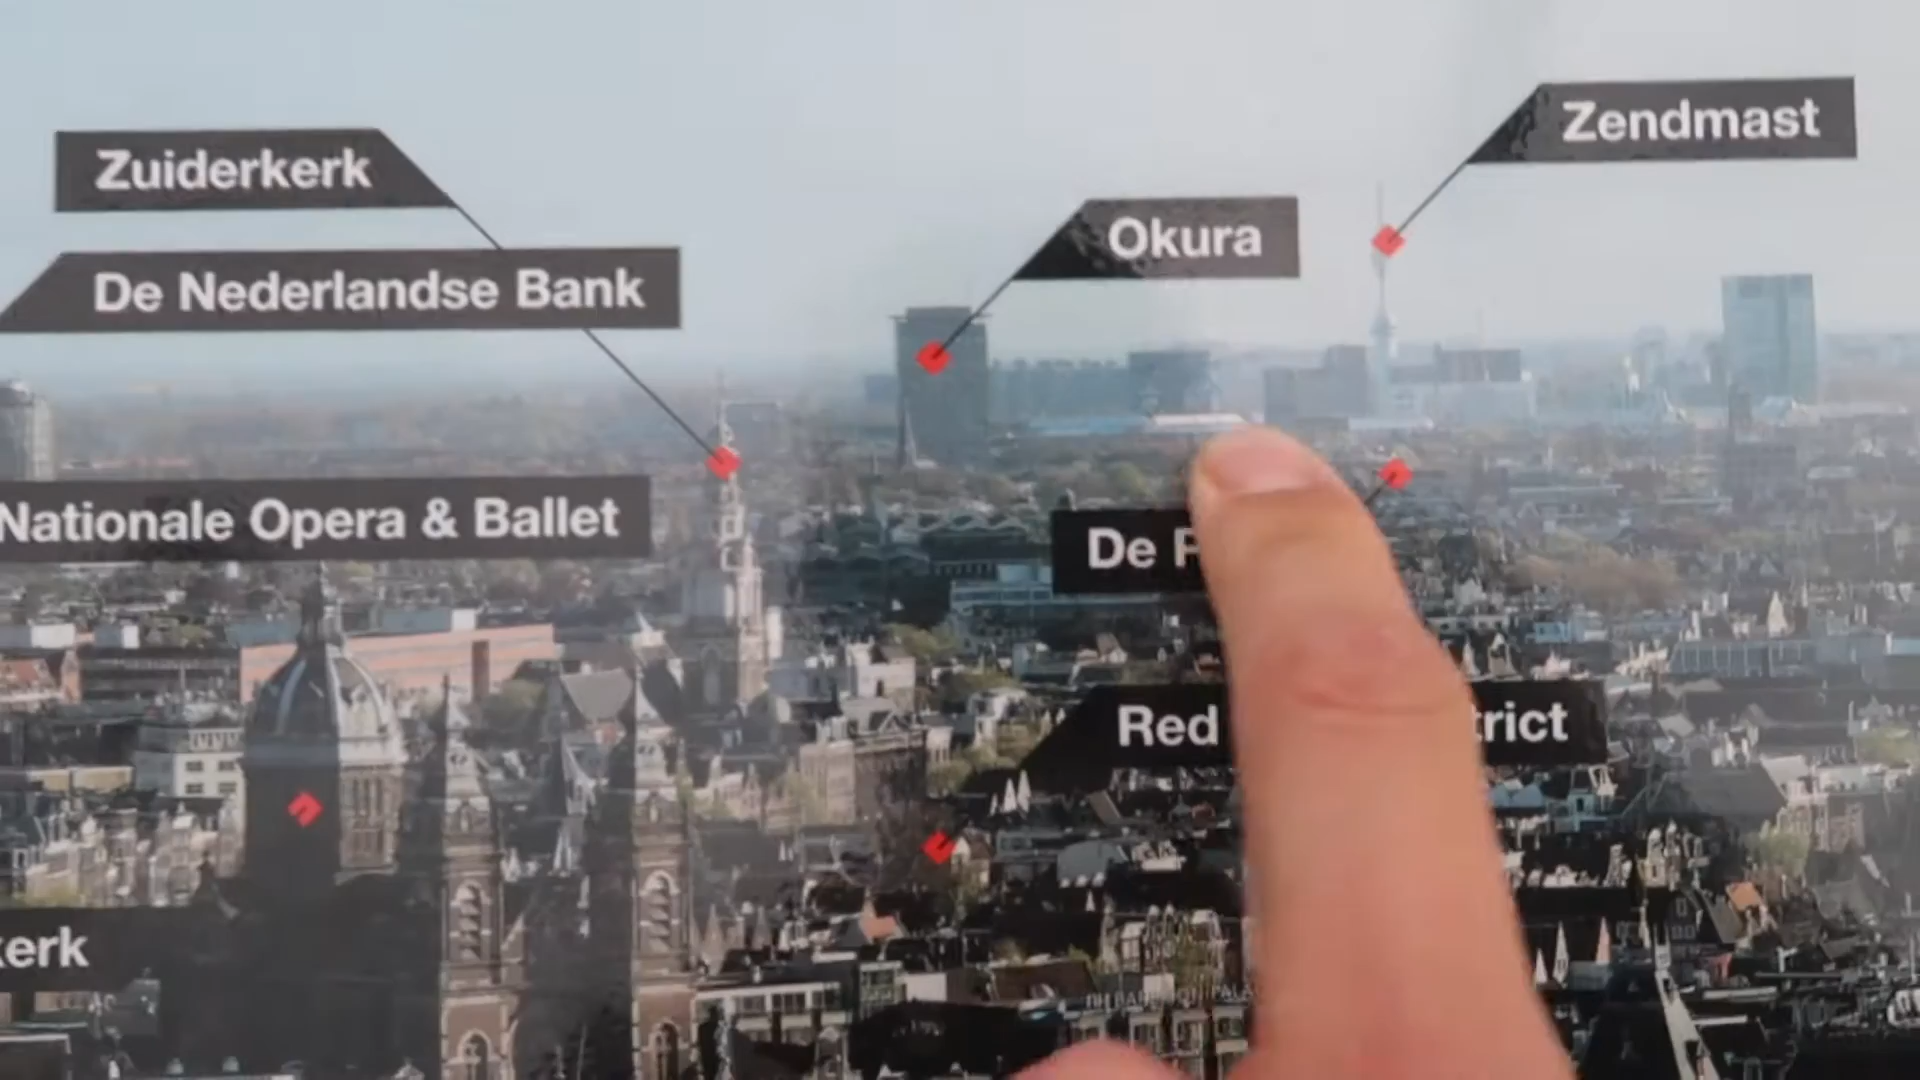 Zendmast
Zuiderkerk
Okura
De Nederlandse Bank
Nationale Opera & Ballet
De
Red
trict
kerk